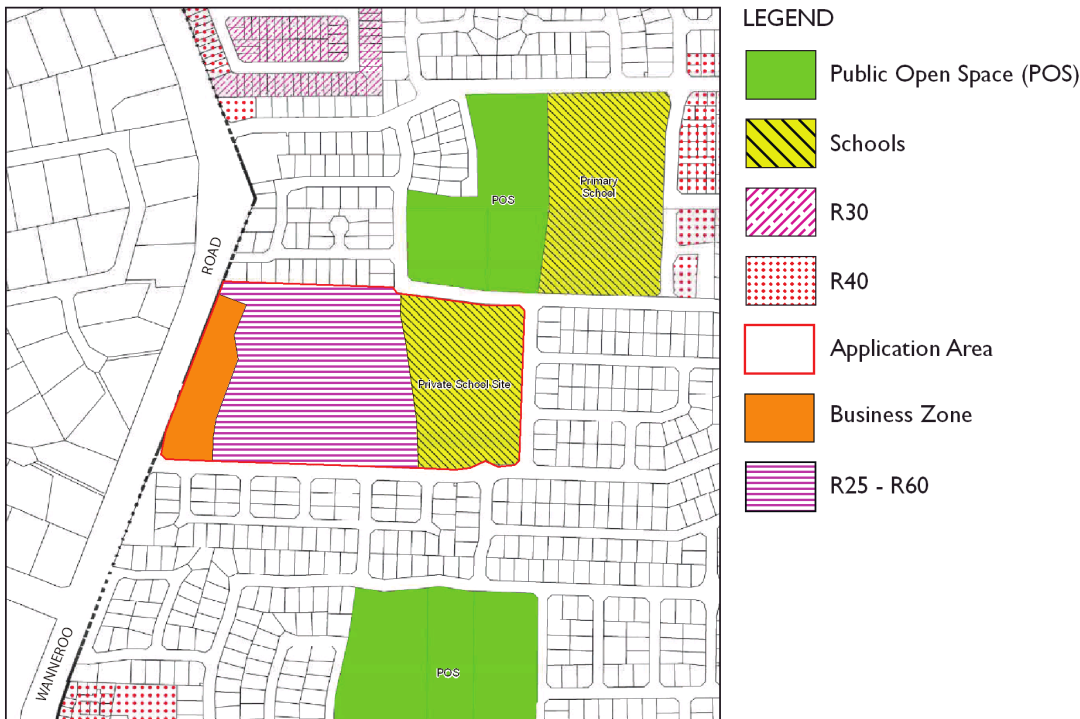 LEGEND
Public Open Space (POS)
Schools
R30
R40
Application Area
Business Zone
R25 - R60
Primary
School
POS
ROAD
Private School Site
WANNEROO
POS